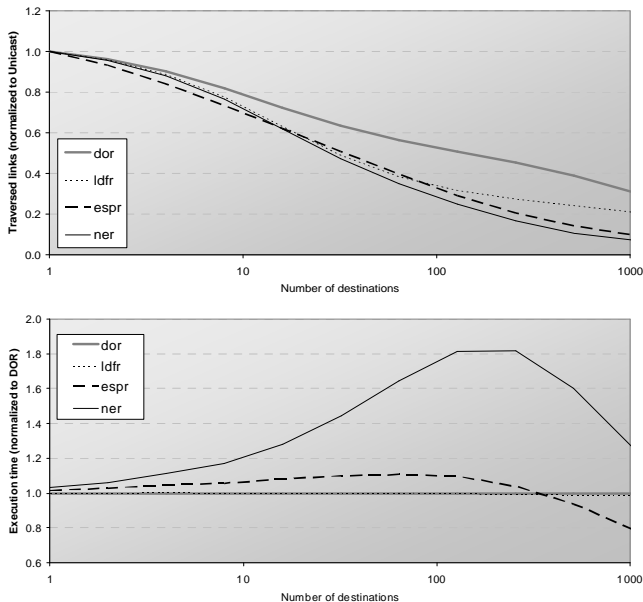 1.2
1.0
0.8
0.6
0.4
0.2
0.0
Traversed links (normalized to Unicast)
dor
ldfr
espr
ner
1 10 100 1000
Number of destinations
2.0
1.8
1.6
1.4
1.2
1.0
0.8
0.6
Execution time (normalized to DOR)
dor
ldfr
espr
ner
1 10 100 1000
Number of destinations